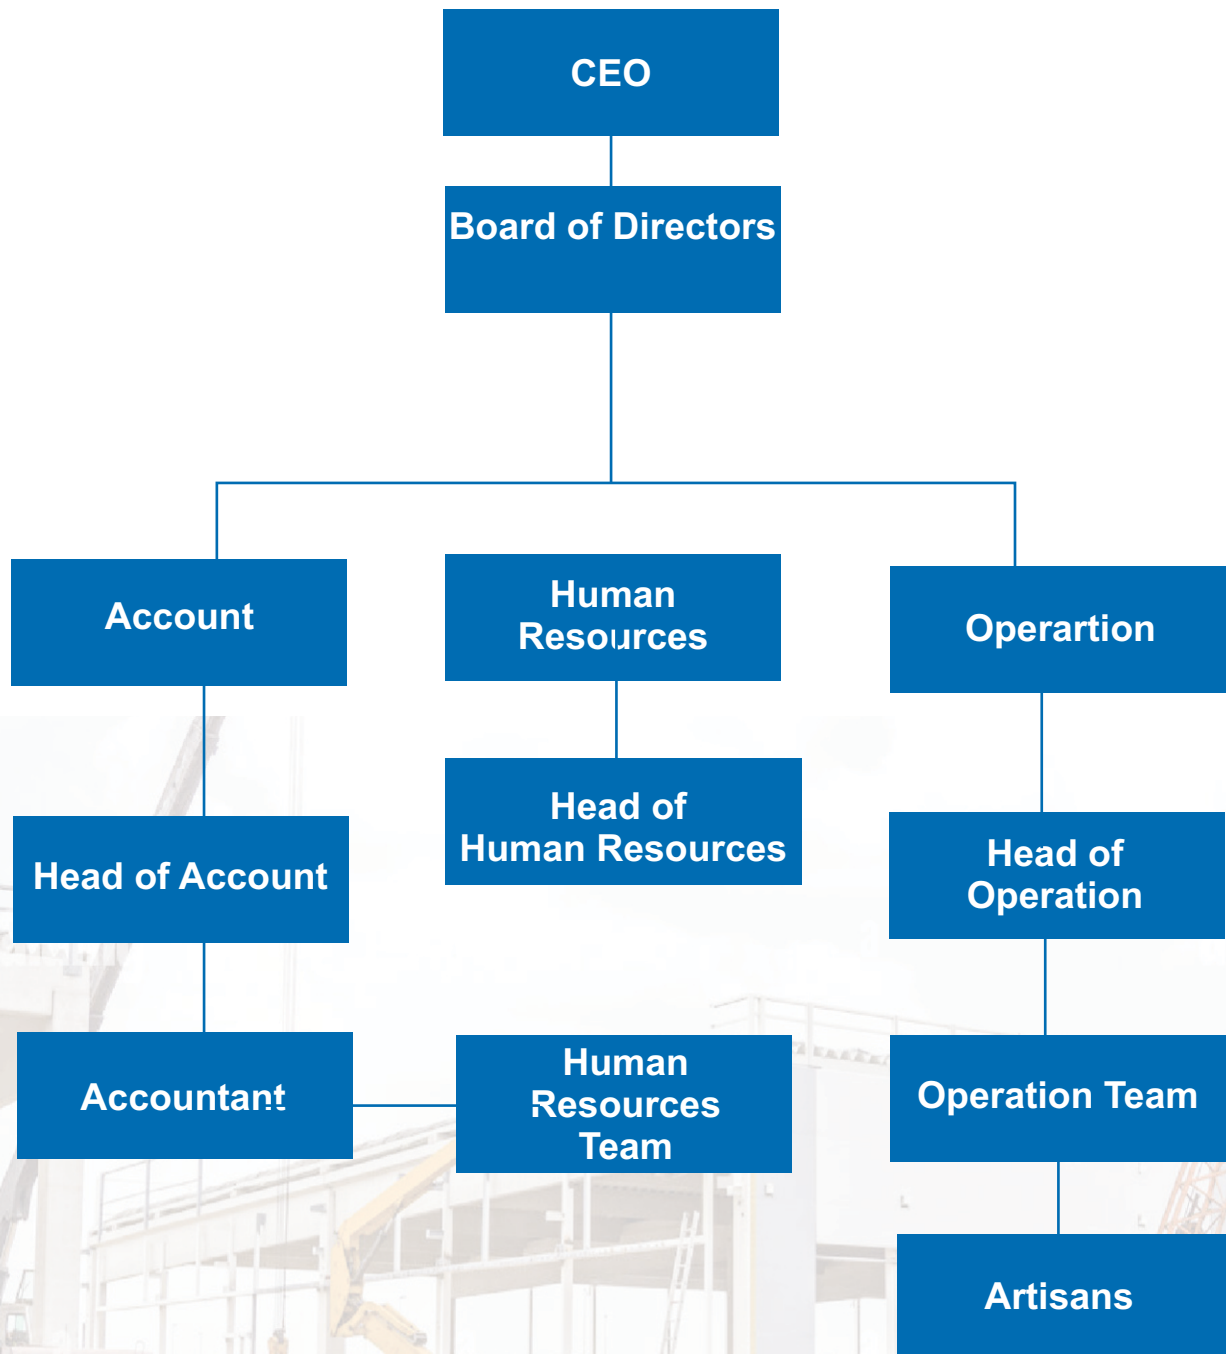 CEO
Board of Directors
Account
Human
Resources
Operartion
Head of
Human Resources
Head of Account
Head of
Operation
Accountant
Human
Resources
Team
Operation Team
Artisans